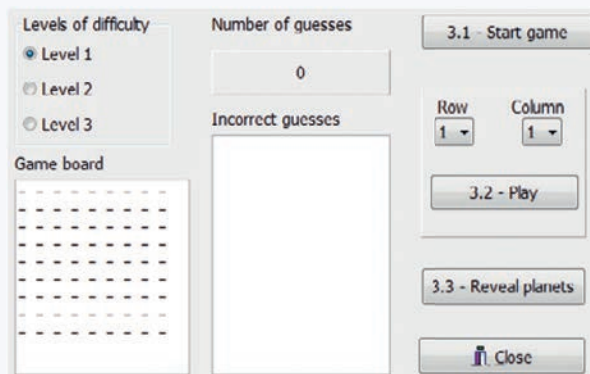 Levels of difficulty
Level 1
Level 2
Level 3
Game board
- - - - - - - - -
- - - - - - - - -
- - - - - - - - -
- - - - - - - - -
- - - - - - - - -
- - - - - - - - -
- - - - - - - - -
- - - - - - - - -
- - - - - - - - -
Number of guesses
0
Incorrect guesses
3.1 - Start game
Row Column
1 1
3.2 - Play
3.3 - Reveal planets
Close